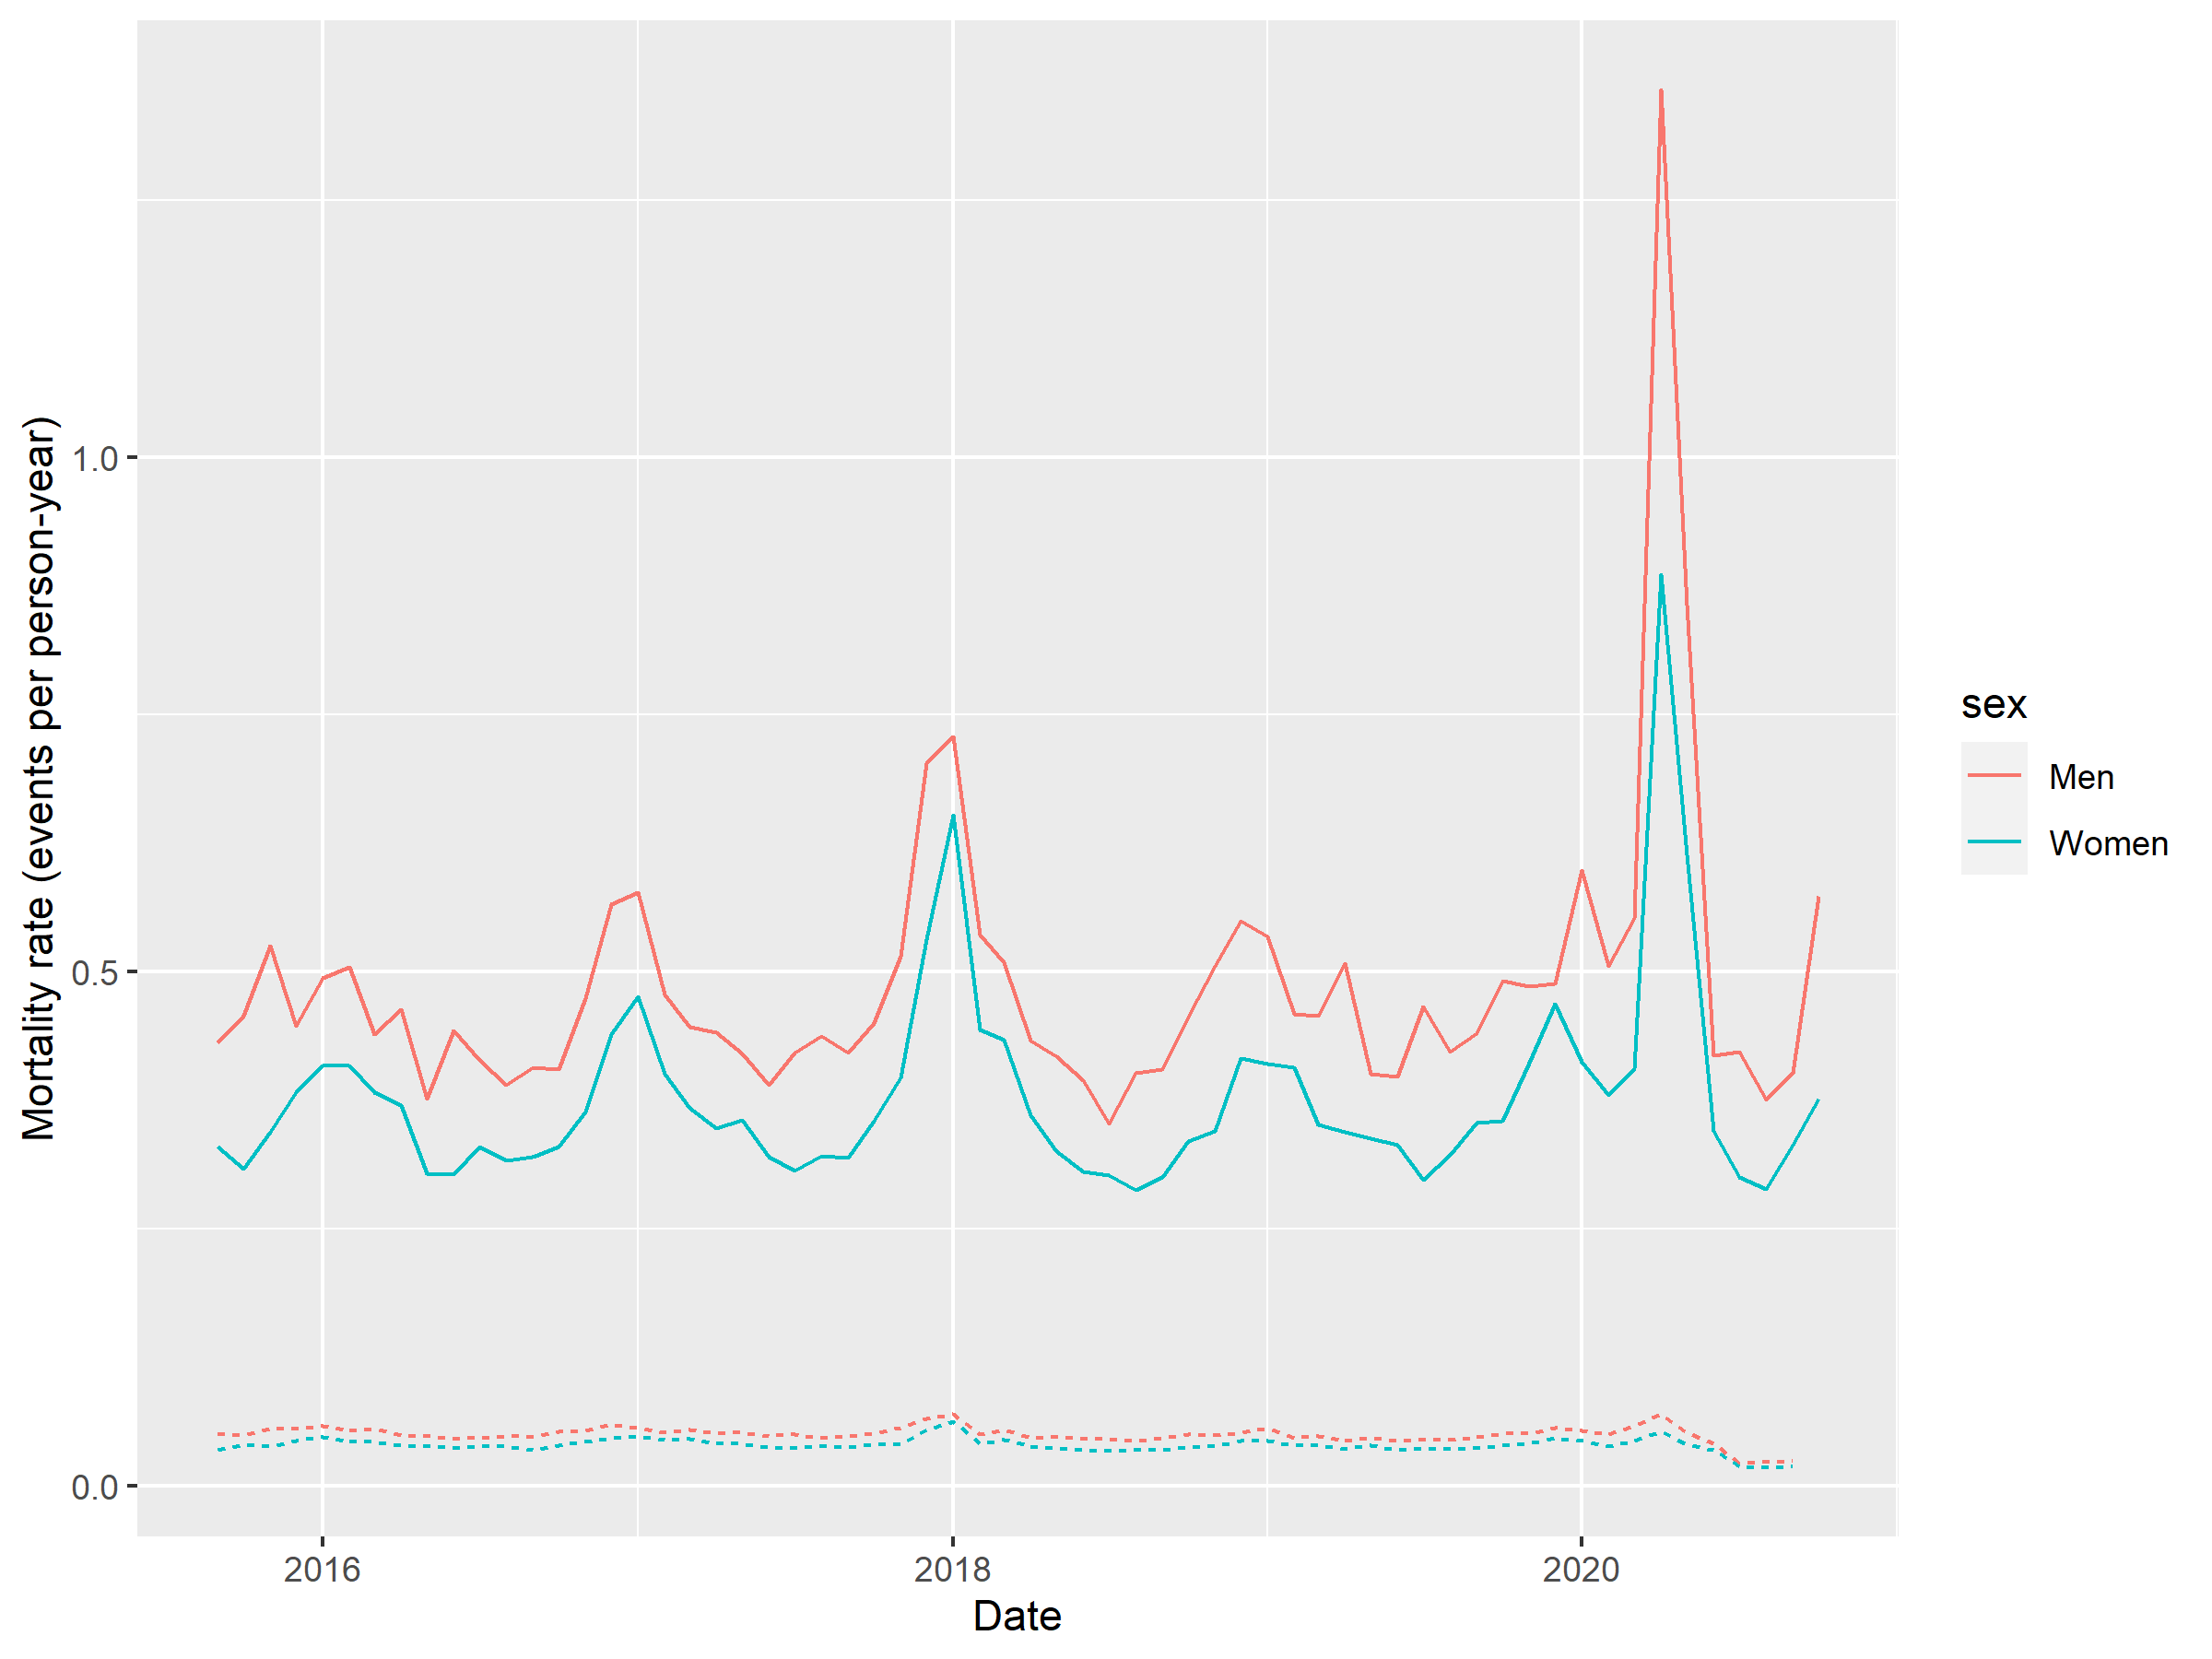 Mortality rate (events per person-year)
1.0
0.5
0.0
2016
2018
2020
Date
sex
Men
Women